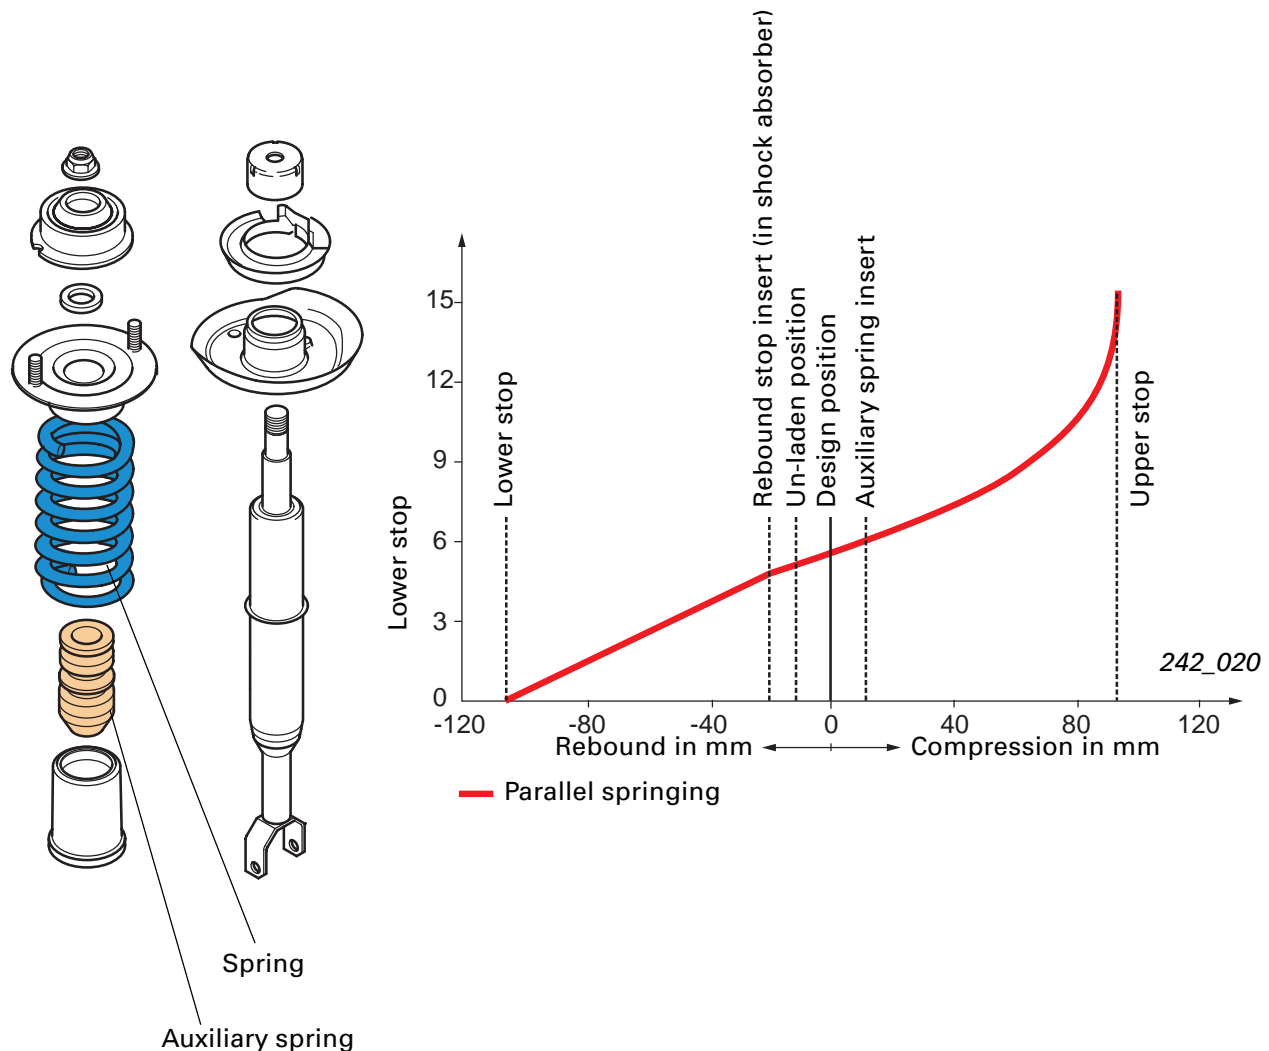 Rebound stop insert (in shock absorber)
Lower stop
Un-laden position
Design position
Auxiliary spring insert
Upper stop
Lower stop
15
12
9
6
3
0
242_020
-120
-80
-40
0
40
80
120
Rebound in mm
Compression in mm
Parallel springing
Spring
Auxiliary spring